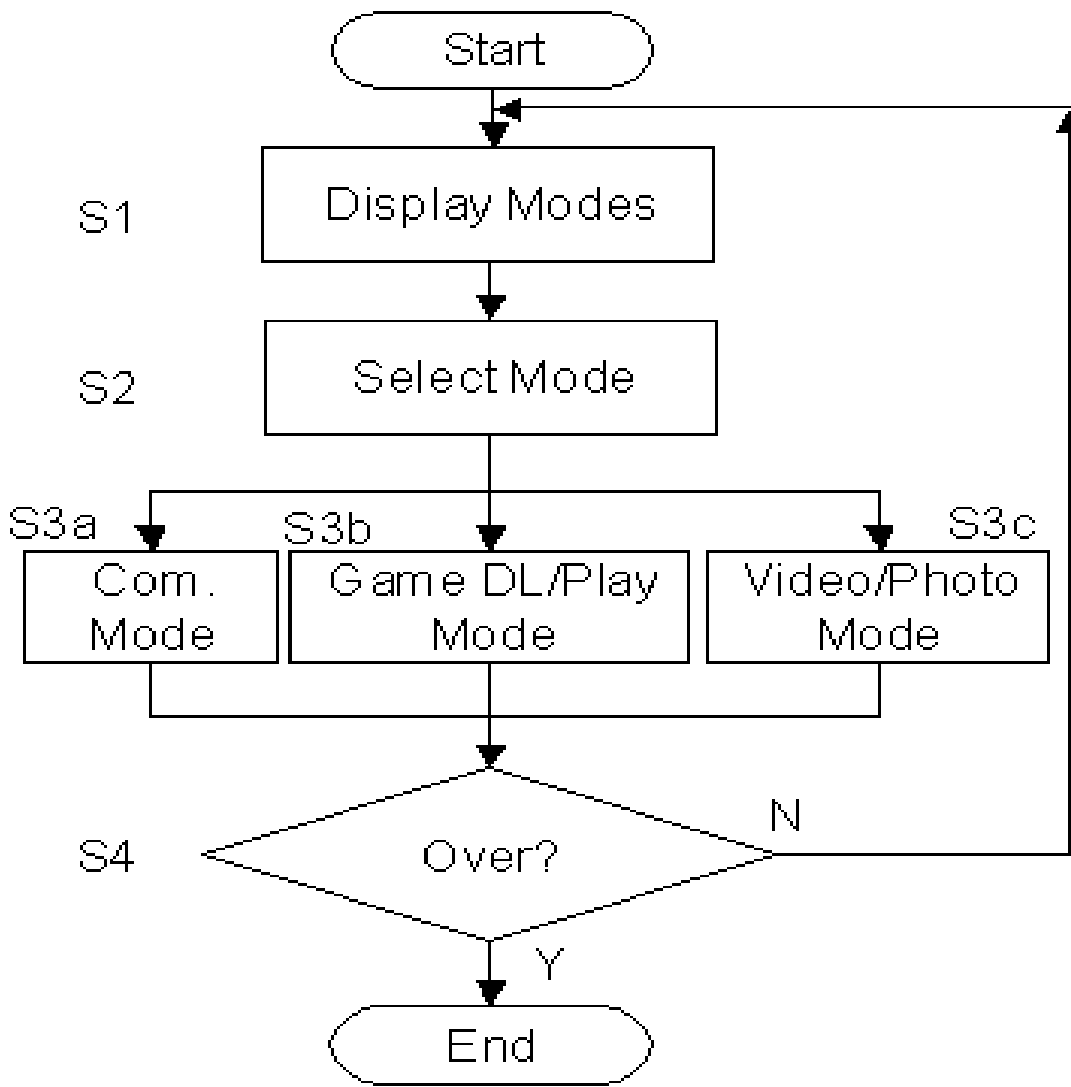 Start
S1
Display Modes
S2
Select Mode
S3a
Com.
Mode
S3b
Game DL/Play
Mode
S3c
Video/Photo
Mode
S4
Over?
N
Y
End